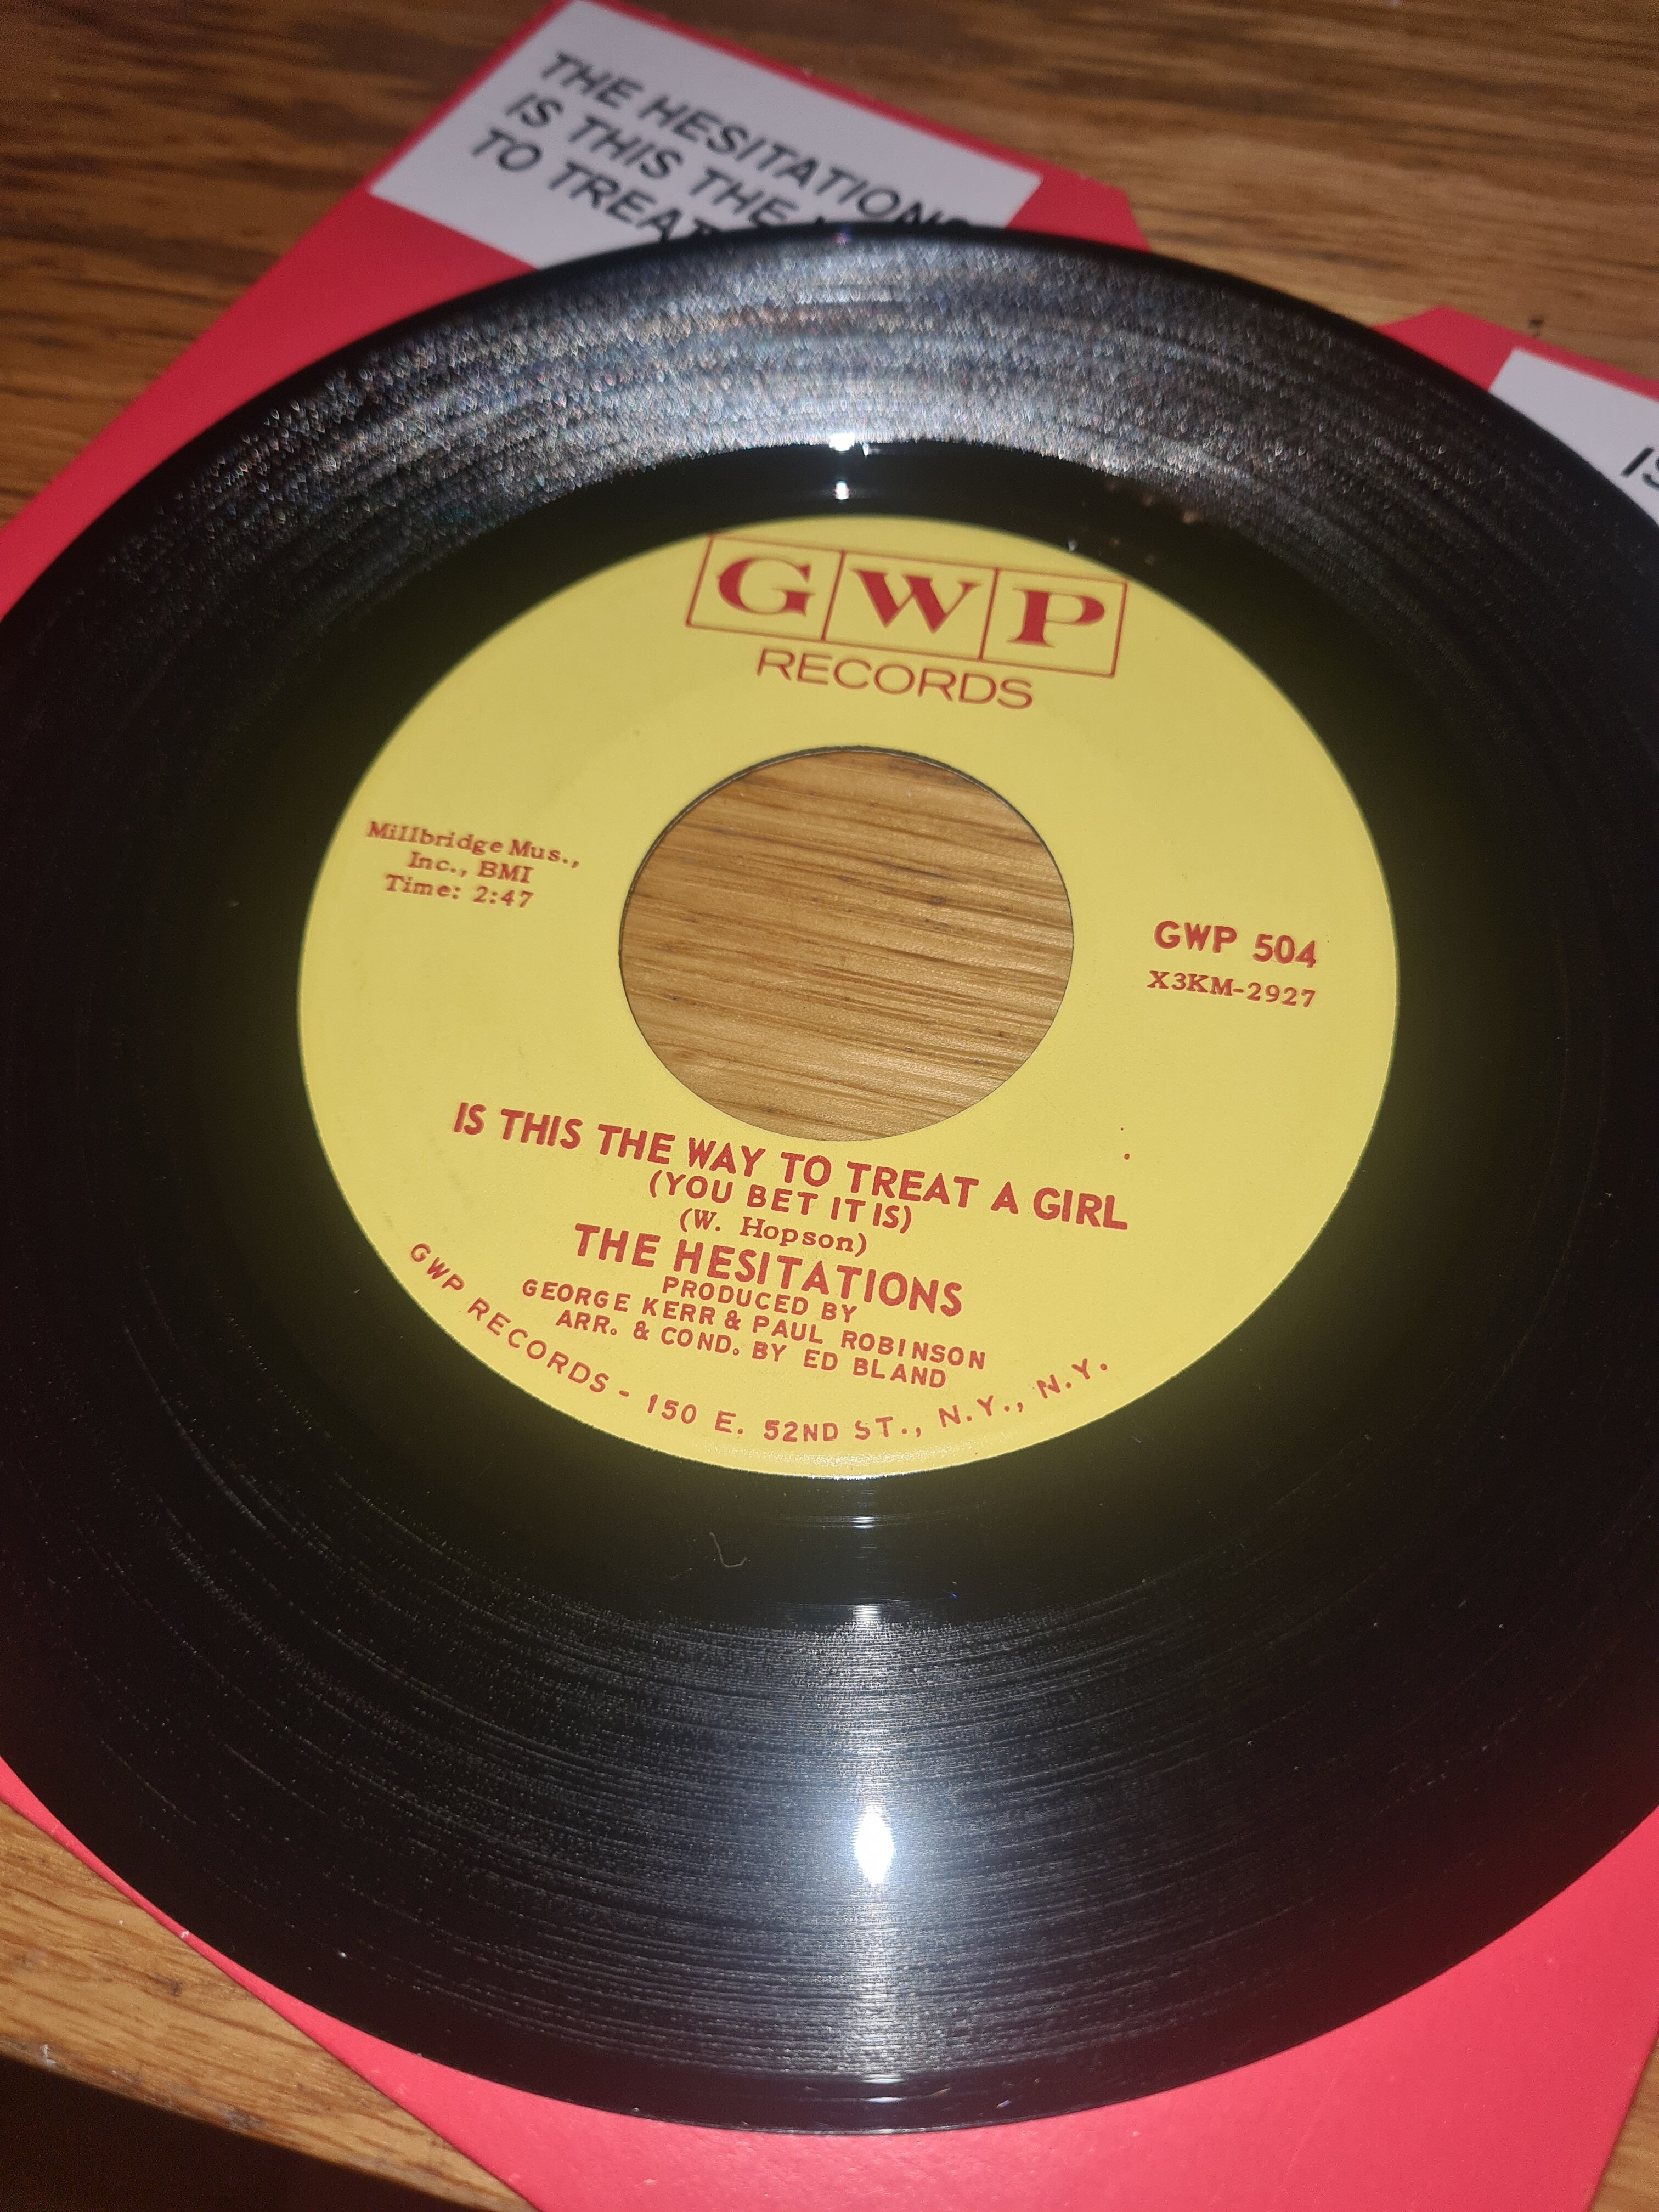 THE HESITATIONS
IS THIS THE
TO TREAT
IS
GWP
RECORDS
Millbridge Mus.,
Inc., BMI
Time: 2:47
GWP 504
X3KM-2927
IS THIS THE WAY TO TREAT A GIRL
(YOU BET IT IS)
(W. Hopson)
THE HESITATIONS
PRODUCED BY
GEORGE KERR & PAUL ROBINSON
ARR. & COND. BY ED BLAND
GWP RECORDS - 150 E. 52ND ST., N.Y., N.Y.